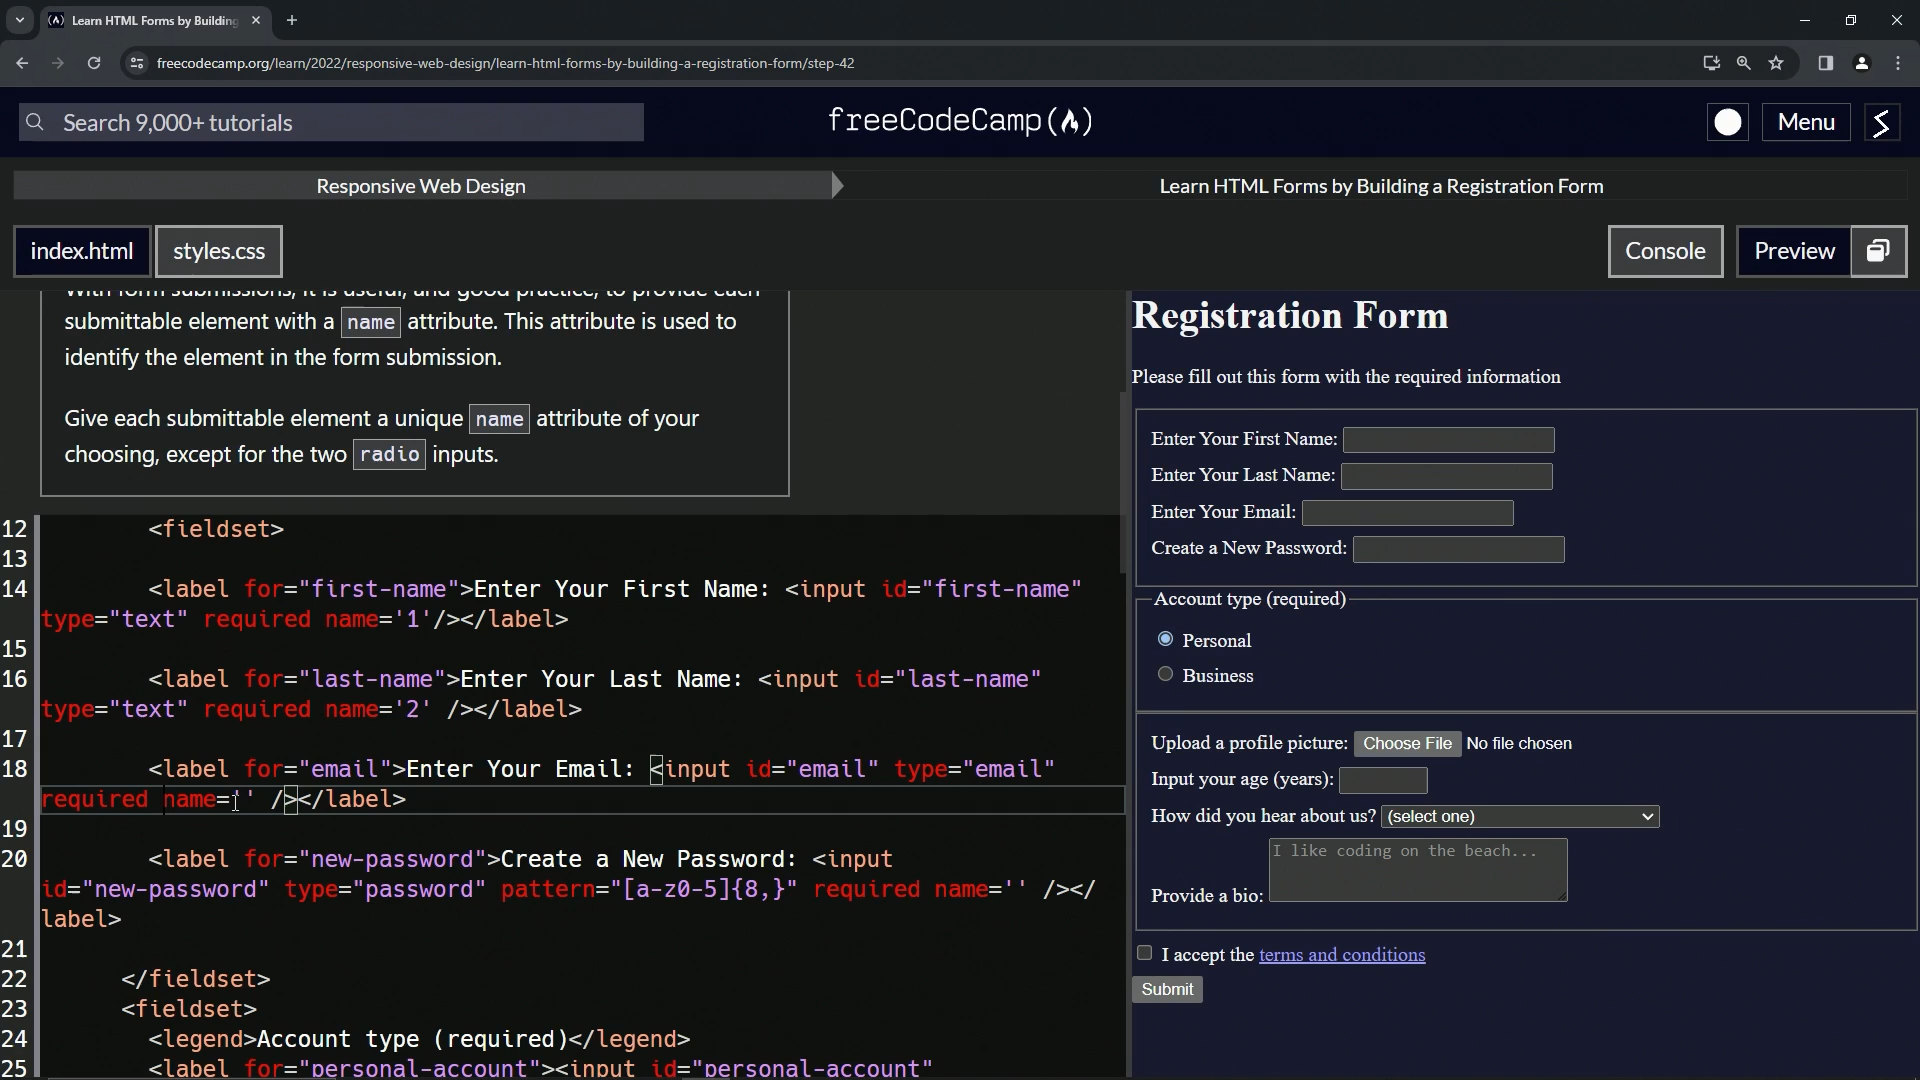 Learn HTML Forms by Building
freecodecamp.org/learn/2022/responsive-web-design/learn-html-forms-by-building-a-registration-form/step-42
Search 9,000+ tutorials
freeCodeCamp(🔥)
Menu
Responsive Web Design
Learn HTML Forms by Building a Registration Form
index.html
styles.css
Console
Preview
With form submissions, it is useful, and good practice, to provide each
submittable element with a name attribute. This attribute is used to
identify the element in the form submission.
Give each submittable element a unique name attribute of your
choosing, except for the two radio inputs.
12 <fieldset>
13
14 <label for="first-name">Enter Your First Name: <input id="first-name"
type="text" required name='1'/></label>
15
16 <label for="last-name">Enter Your Last Name: <input id="last-name"
type="text" required name='2' /></label>
17
18 <label for="email">Enter Your Email: <input id="email" type="email"
required name='' /></label>
19
20 <label for="new-password">Create a New Password: <input
id="new-password" type="password" pattern="[a-z0-5]{8,}" required name='' /></
label>
21
22 </fieldset>
23 <fieldset>
24 <legend>Account type (required)</legend>
25 <label for="personal-account"><input id="personal-account"
Registration Form
Please fill out this form with the required information
Enter Your First Name:
Enter Your Last Name:
Enter Your Email:
Create a New Password:
Account type (required)
Personal
Business
Upload a profile picture: Choose File No file chosen
Input your age (years):
How did you hear about us? (select one)
I like coding on the beach...
Provide a bio:
I accept the terms and conditions
Submit